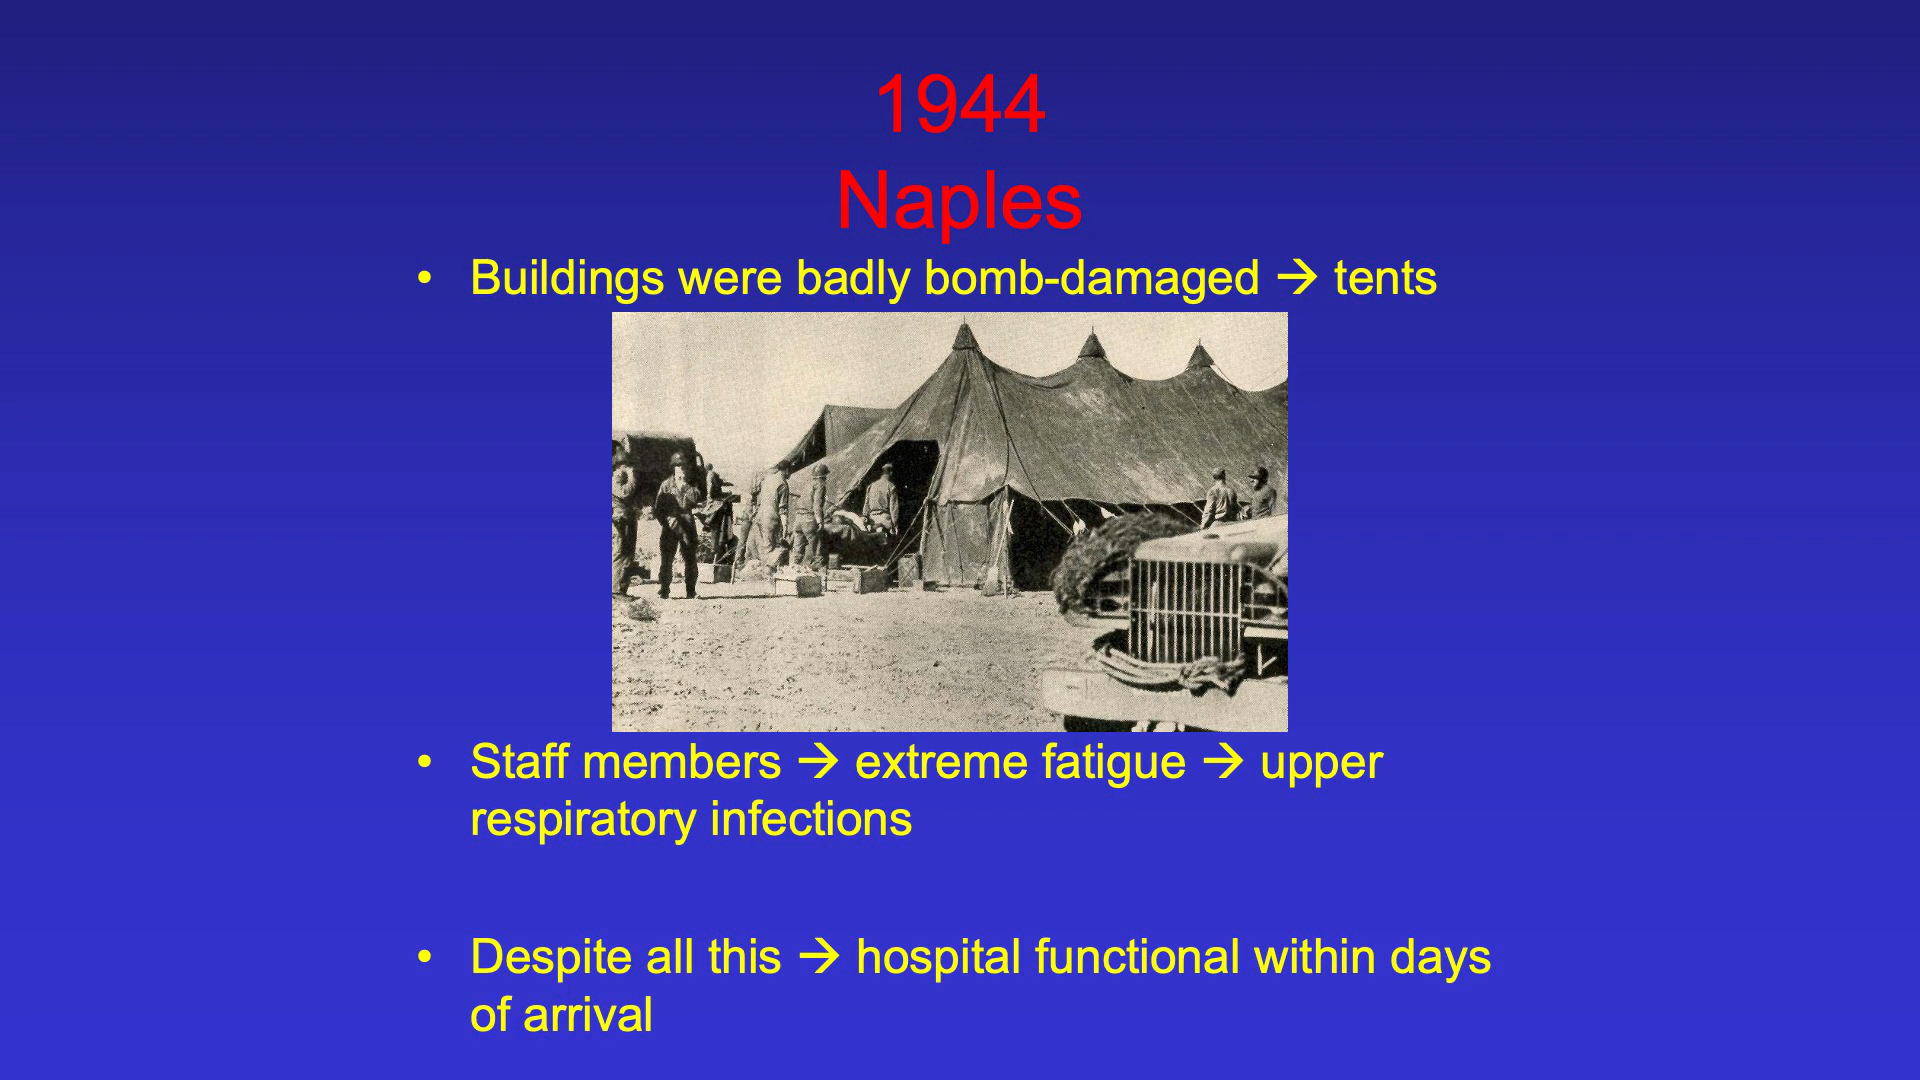 1944
Naples
• Buildings were badly bomb-damaged → tents
• Staff members → extreme fatigue → upper
respiratory infections
• Despite all this → hospital functional within days
of arrival